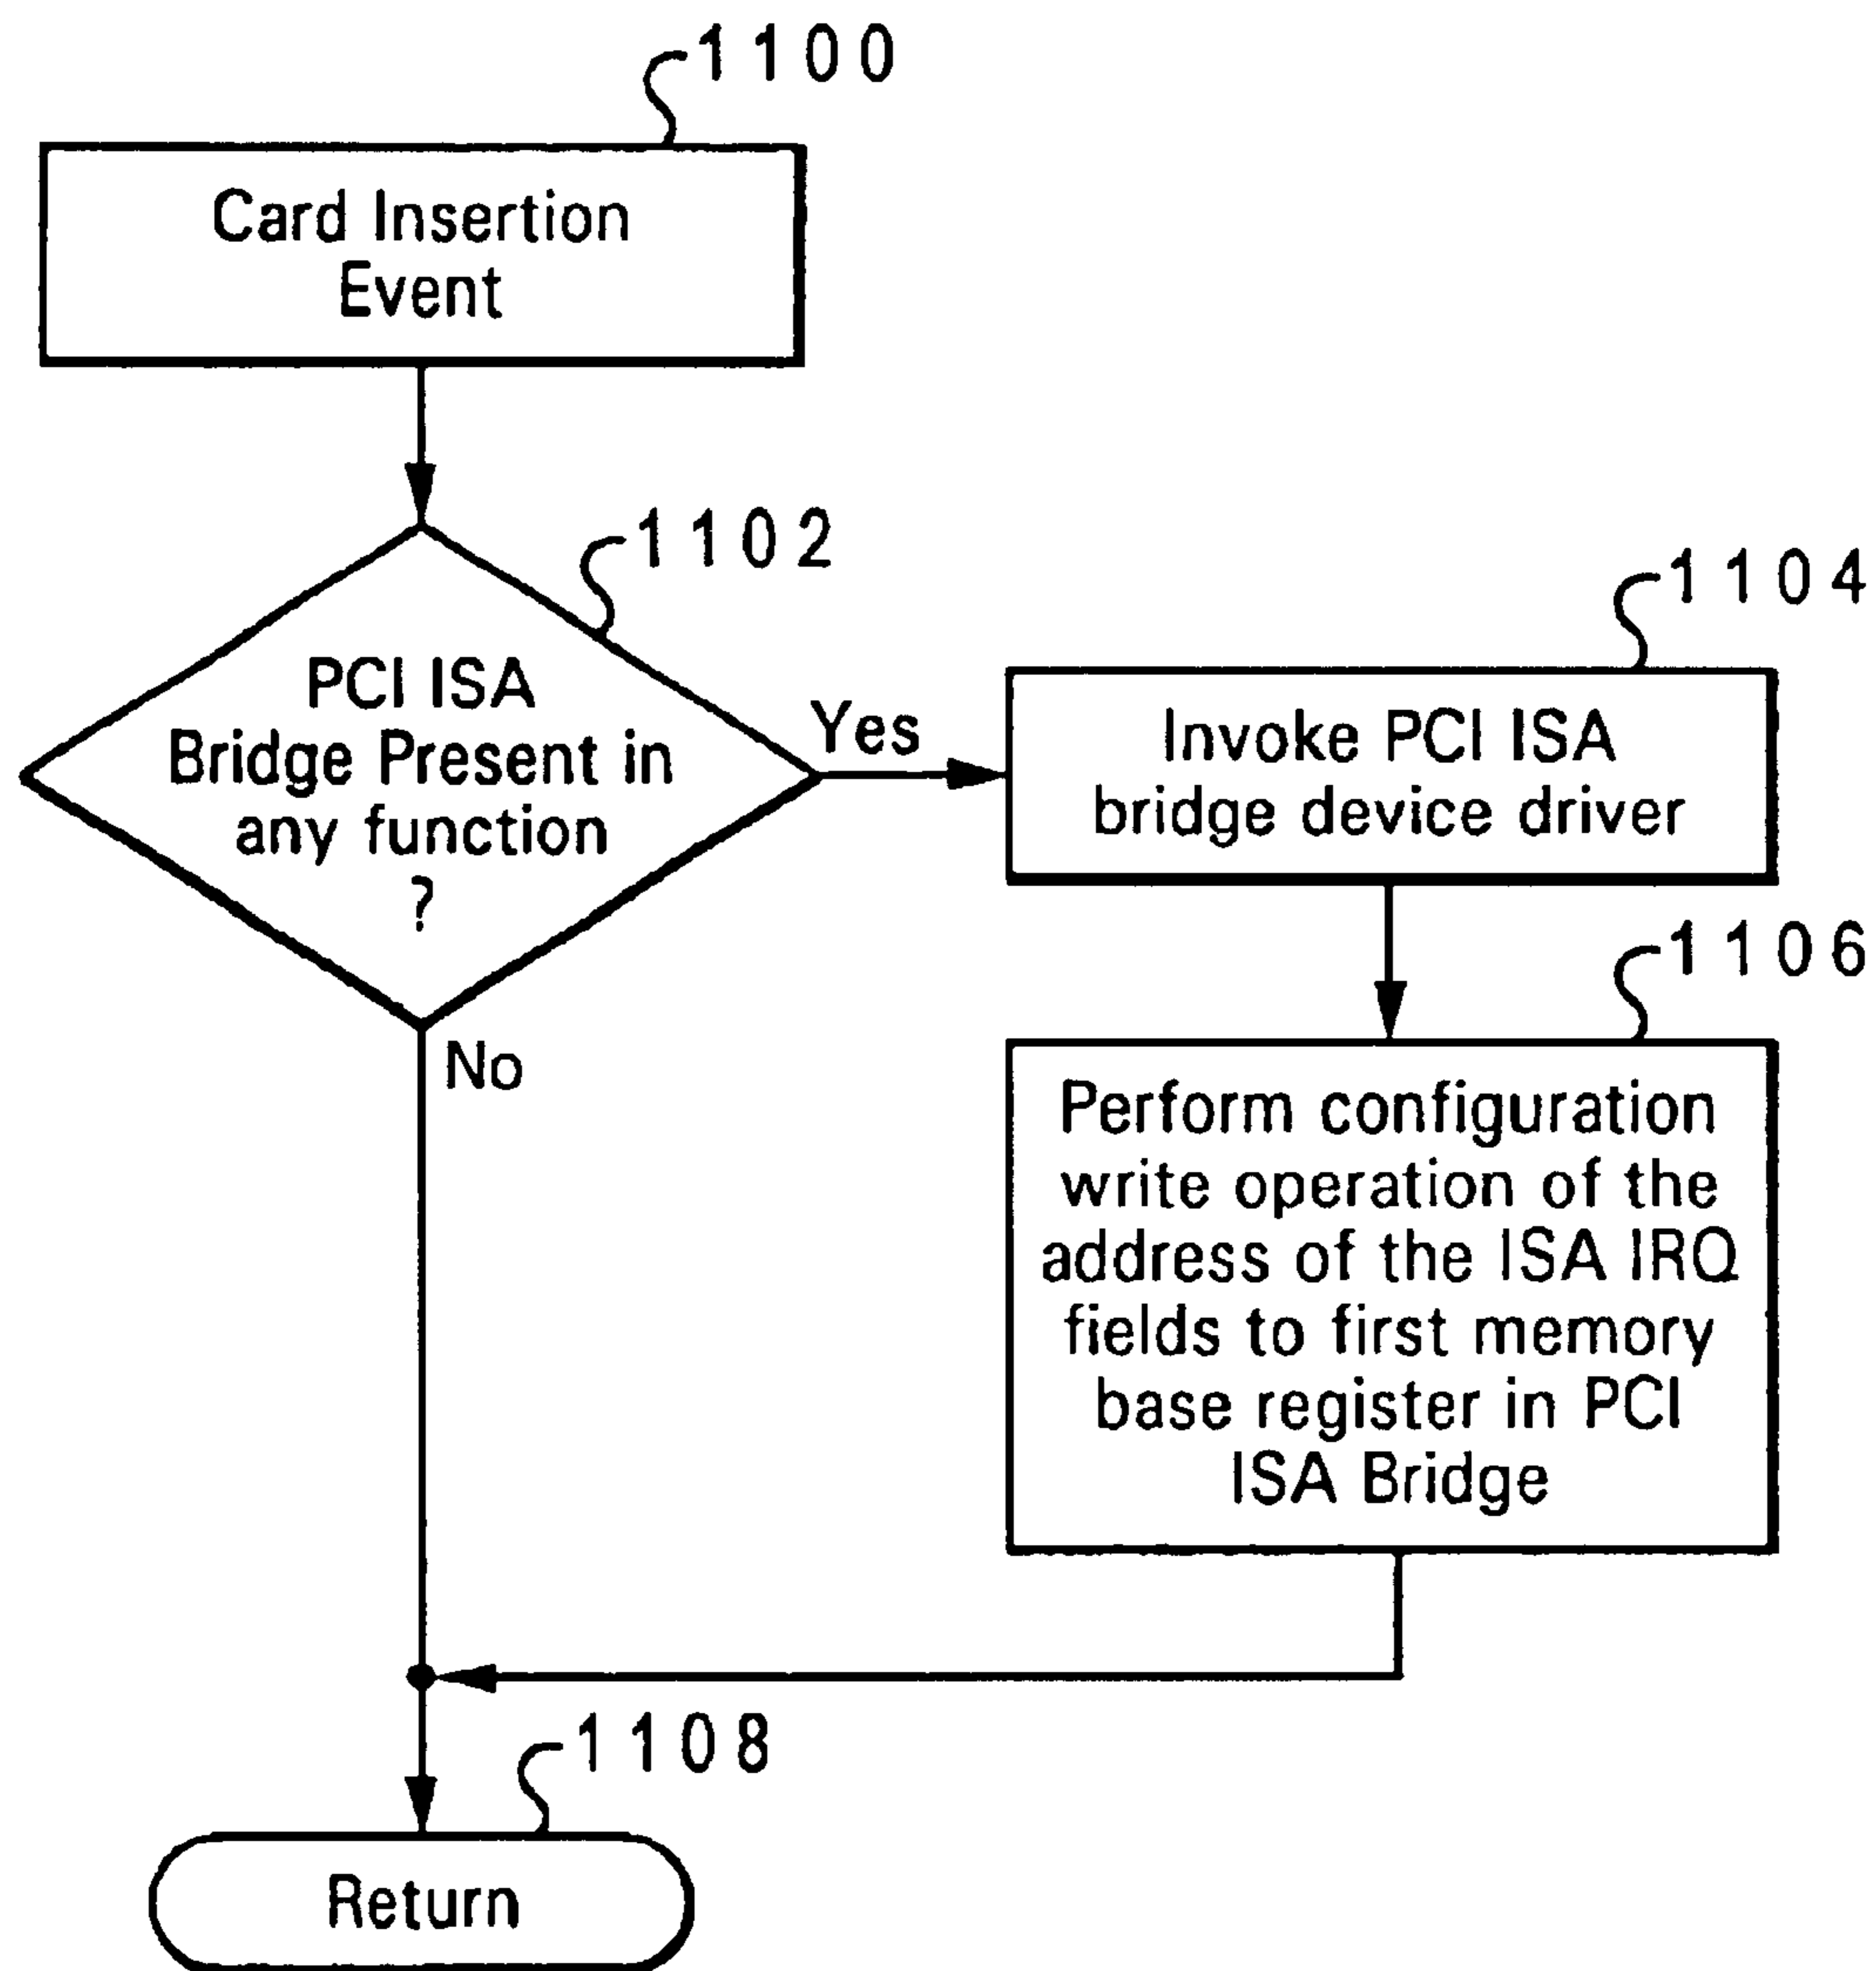 1100
Card Insertion
Event
1102
PCI ISA
Bridge Present in
any function
?
Yes
No
1104
Invoke PCI ISA
bridge device driver
1106
Perform configuration
write operation of the
address of the ISA IRQ
fields to first memory
base register in PCI
ISA Bridge
1108
Return